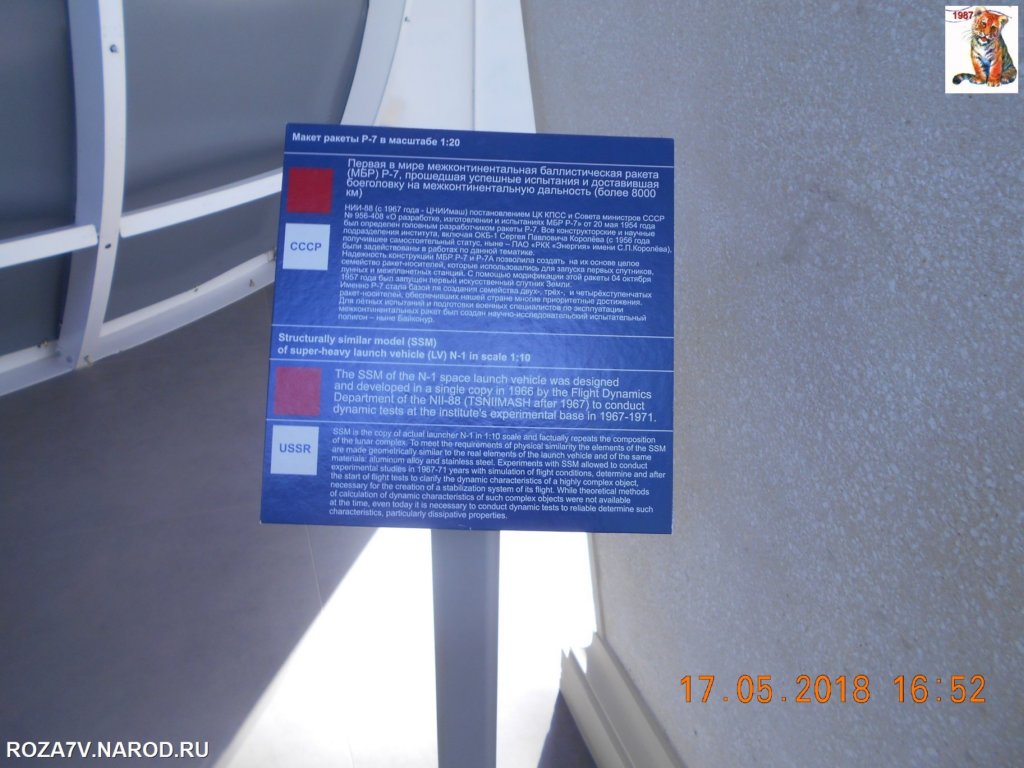 1987
Макет ракеты Р-7 в масштабе 1:20
Первая в мире межконтинентальная баллистическая ракета
(МБР) Р-7, прошедшая успешные испытания и доставившая
боеголовку на межконтинентальную дальность (более 8000
км)
СССР
НИИ-88 (с 1967 года - ЦНИИмаш) постановлением ЦК КПСС и Совета министров СССР
№ 956-408 «О разработке, изготовлении и испытаниях МБР Р-7» от 20 мая 1954 года
был определен головным разработчиком ракеты Р-7. Все конструкторские и научные
подразделения института, включая ОКБ-1 Сергея Павловича Королёва (с 1956 года
получившее самостоятельный статус, ныне – ПАО «РКК «Энергия» имени С.П.Королёва),
были задействованы в работах по данной тематике.
Надежность конструкции МБР Р-7 и Р-7А позволила создать на их основе целое
семейство ракет-носителей, которые использовались для запуска первых спутников,
лунных и межпланетных станций. С помощью модификации этой ракеты 04 октября
1957 года был запущен первый искусственный спутник Земли.
Именно Р-7 стала базой ля создания семейства двух-, трёх-, и четырёхступенчатых
ракет-носителей, обеспечивших нашей стране многие приоритетные достижения.
Для лётных испытаний и подготовки военных специалистов по эксплуатации
межконтинентальных ракет был создан научно-исследовательский испытательный
полигон – ныне Байконур.
Structurally similar model (SSM)
of super-heavy launch vehicle (LV) N-1 in scale 1:10
The SSM of the N-1 space launch vehicle was designed
and developed in a single copy in 1966 by the Flight Dynamics
Department of the NII-88 (TSNIIMASH after 1967) to conduct
dynamic tests at the institute's experimental base in 1967-1971.
USSR
SSM is the copy of actual launcher N-1 in 1:10 scale and factually repeats the composition
of the lunar complex. To meet the requirements of physical similarity the elements of the SSM
are made geometrically similar to the real elements of the launch vehicle and of the same
materials: aluminum alloy and stainless steel. Experiments with SSM allowed to conduct
experimental studies in 1967-71 years with simulation of flight conditions, determine and after
the start of flight tests to clarify the dynamic characteristics of a highly complex object,
necessary for the creation of a stabilization system of its flight. While theoretical methods
of calculation of dynamic characteristics of such complex objects were not available
at the time, even today it is necessary to conduct dynamic tests to reliable determine such
characteristics, particularly dissipative properties.
17.05.2018 16:52
ROZA7V.NAROD.RU